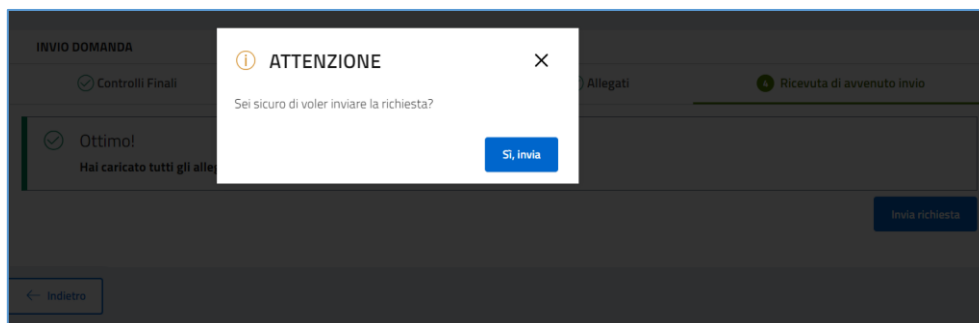 INVIO DOMANDA
Controlli Finali
Allegati
4 Ricevuta di avvenuto invio
ATTENZIONE
Sei sicuro di voler inviare la richiesta?
Sì, invia
Ottimo!
Hai caricato tutti gli
Invia richiesta
← Indietro